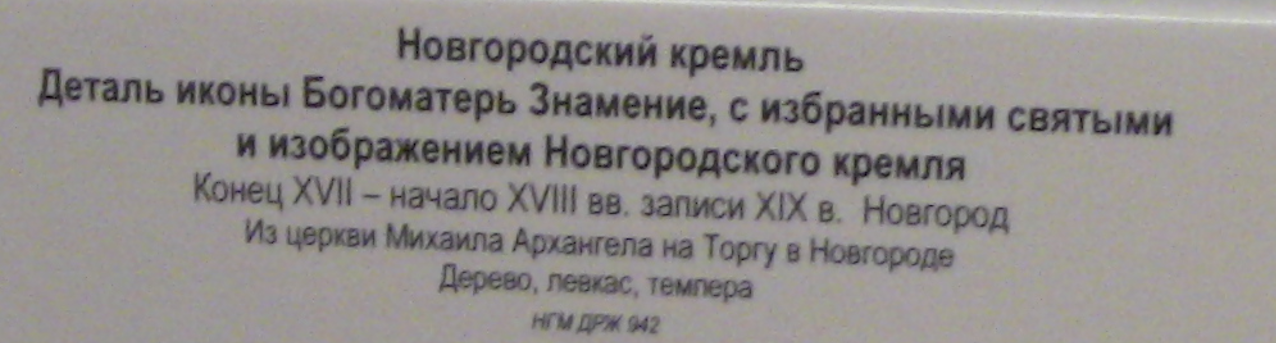 Новгородский кремль
Деталь иконы Богоматерь Знамение, с избранными святыми
и изображением Новгородского кремля
Конец XVII – начало XVIII вв. записи XIX в. Новгород
Из церкви Михаила Архангела на Торгу в Новгороде
Дерево, левкас, темпера
НГМ ДРЖ 942